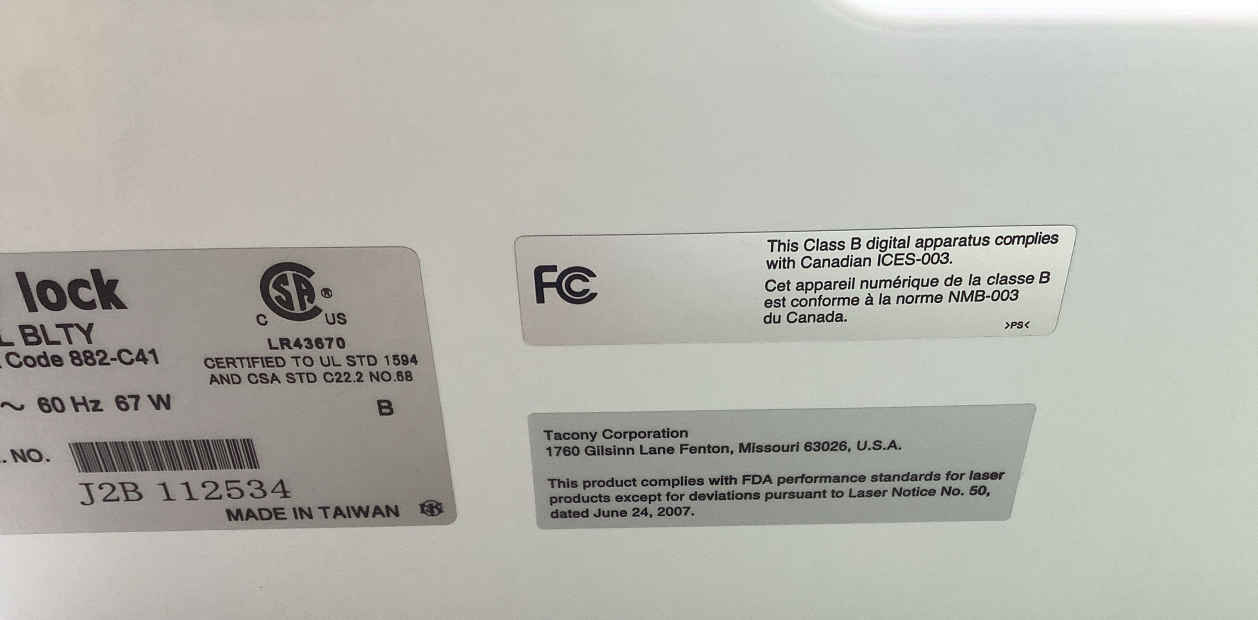 lock
BLTY
Code 882-C41
~ 60 Hz 67 W
. NO.
J2B 112534
MADE IN TAIWAN
SA ®
C US
LR43670
CERTIFIED TO UL STD 1594
AND CSA STD C22.2 NO.68
B
FC
This Class B digital apparatus complies
with Canadian ICES-003.
Cet appareil numérique de la classe B
est conforme à la norme NMB-003
du Canada.
>PS<
Tacony Corporation
1760 Gilsinn Lane Fenton, Missouri 63026, U.S.A.
This product complies with FDA performance standards for laser
products except for deviations pursuant to Laser Notice No. 50,
dated June 24, 2007.